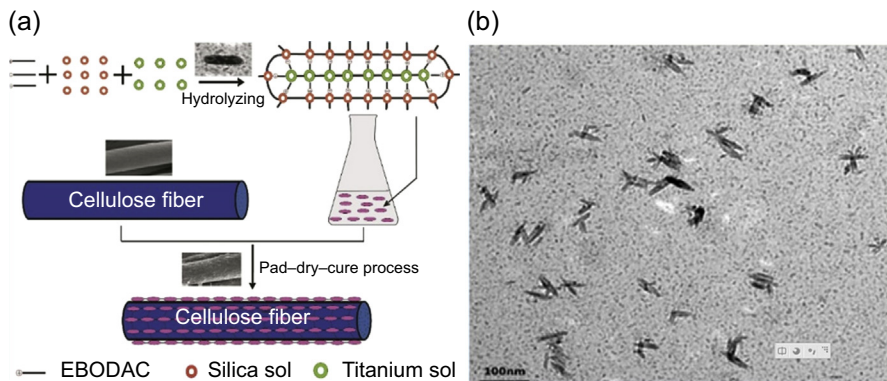 (a)
(b)
Hydrolyzing
Cellulose fiber
Pad–dry–cure process
Cellulose fiber
EBODAC Silica sol Titanium sol
100nm